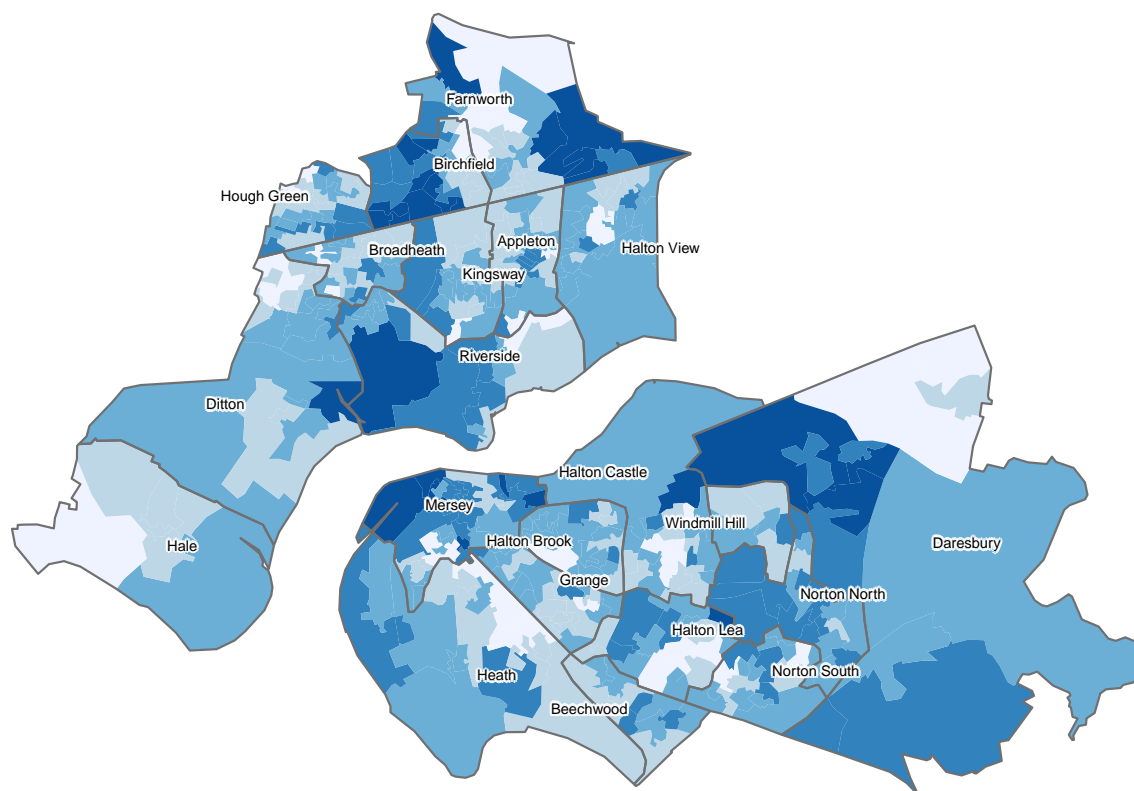 Farnworth
Birchfield
Hough Green
Appleton
Broadheath
Halton View
Kingsway
Riverside
Ditton
Halton Castle
Mersey
Windmill Hill
Halton Brook
Daresbury
Hale
Grange
Norton North
Halton Lea
Norton South
Heath
Beechwood